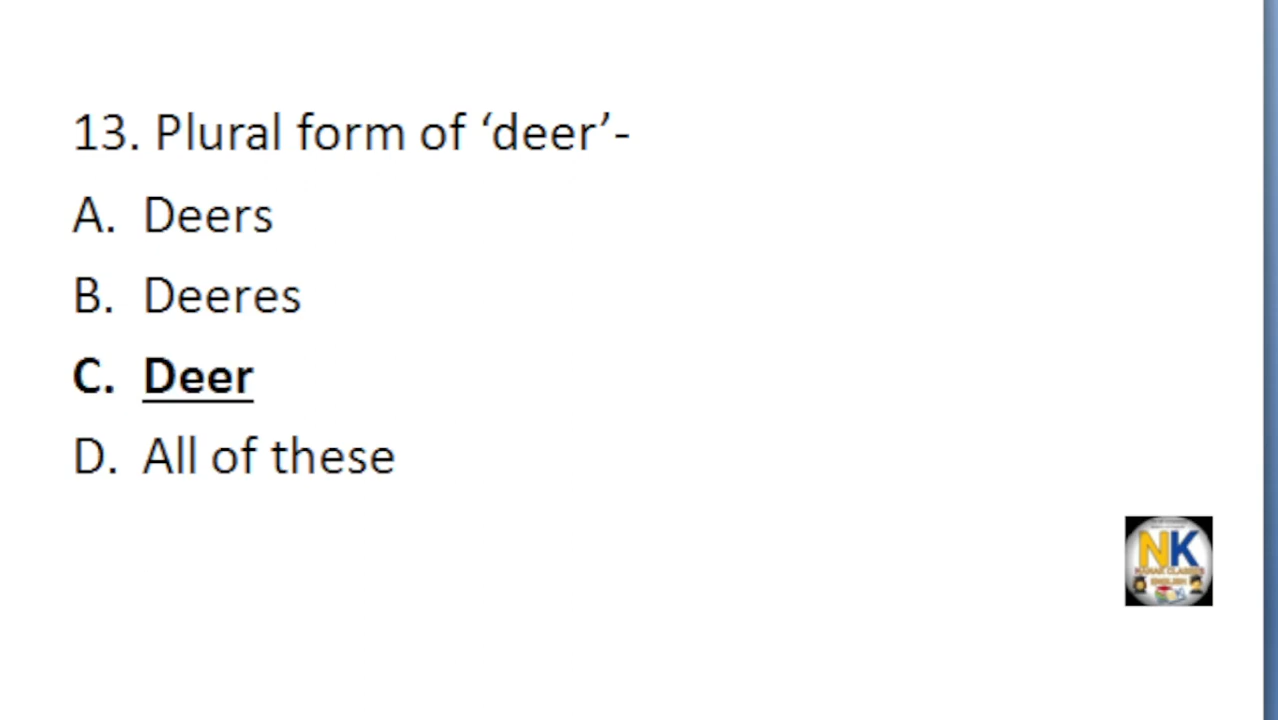 13. Plural form of ‘deer’-
A. Deers
B. Deeres
C. Deer
D. All of these
NK